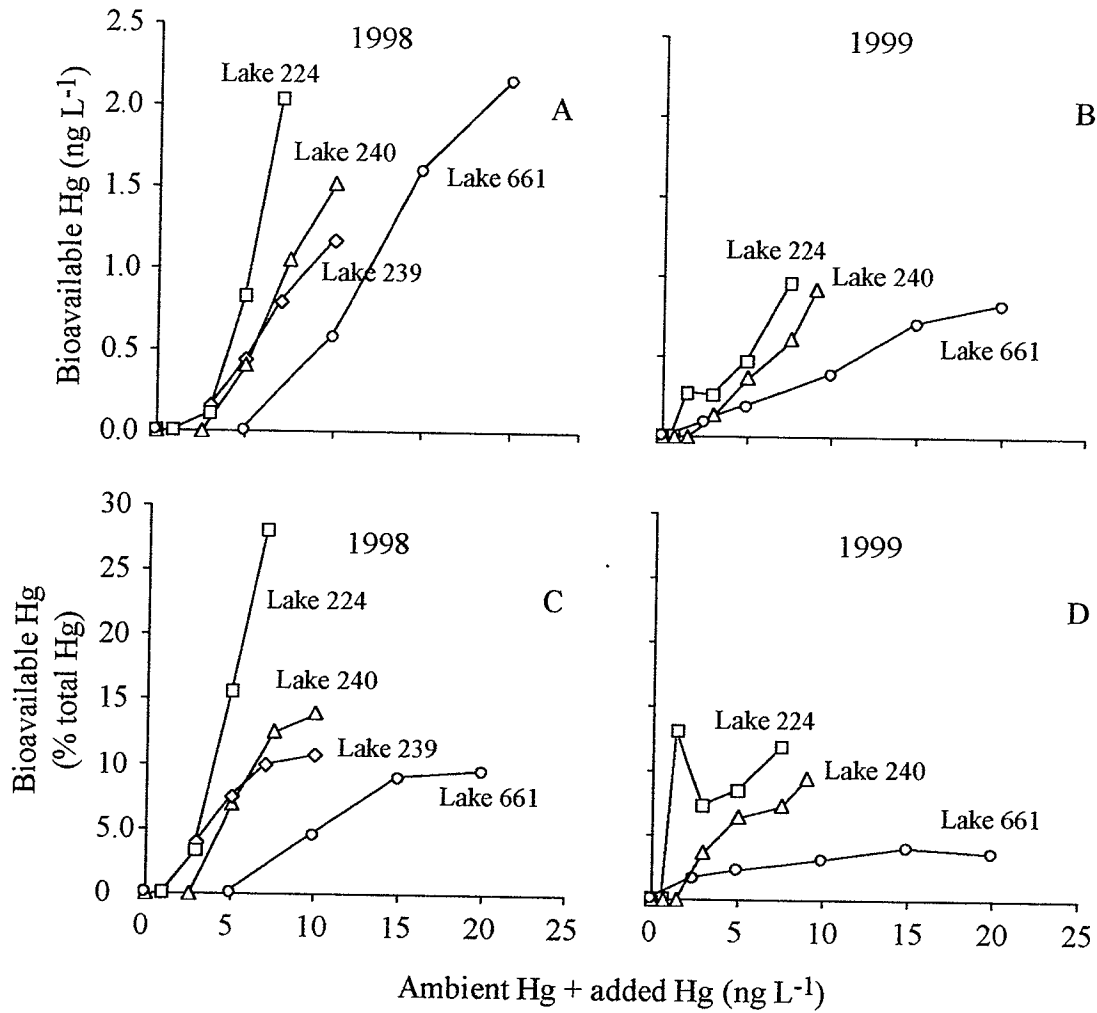 2.5
2.0
1.5
1.0
0.5
0.0
Bioavailable Hg (ng L-1)
1998
Lake 224
A
Lake 240
Lake 661
Lake 239
1999
B
Lake 224
Lake 240
Lake 661
30
25
20
15
10
5.0
0
Bioavailable Hg
(% total Hg)
1998
Lake 224
C
Lake 240
Lake 239
Lake 661
0 5 10 15 20 25
1999
D
Lake 224
Lake 240
Lake 661
0 5 10 15 20 25
Ambient Hg + added Hg (ng L-1)